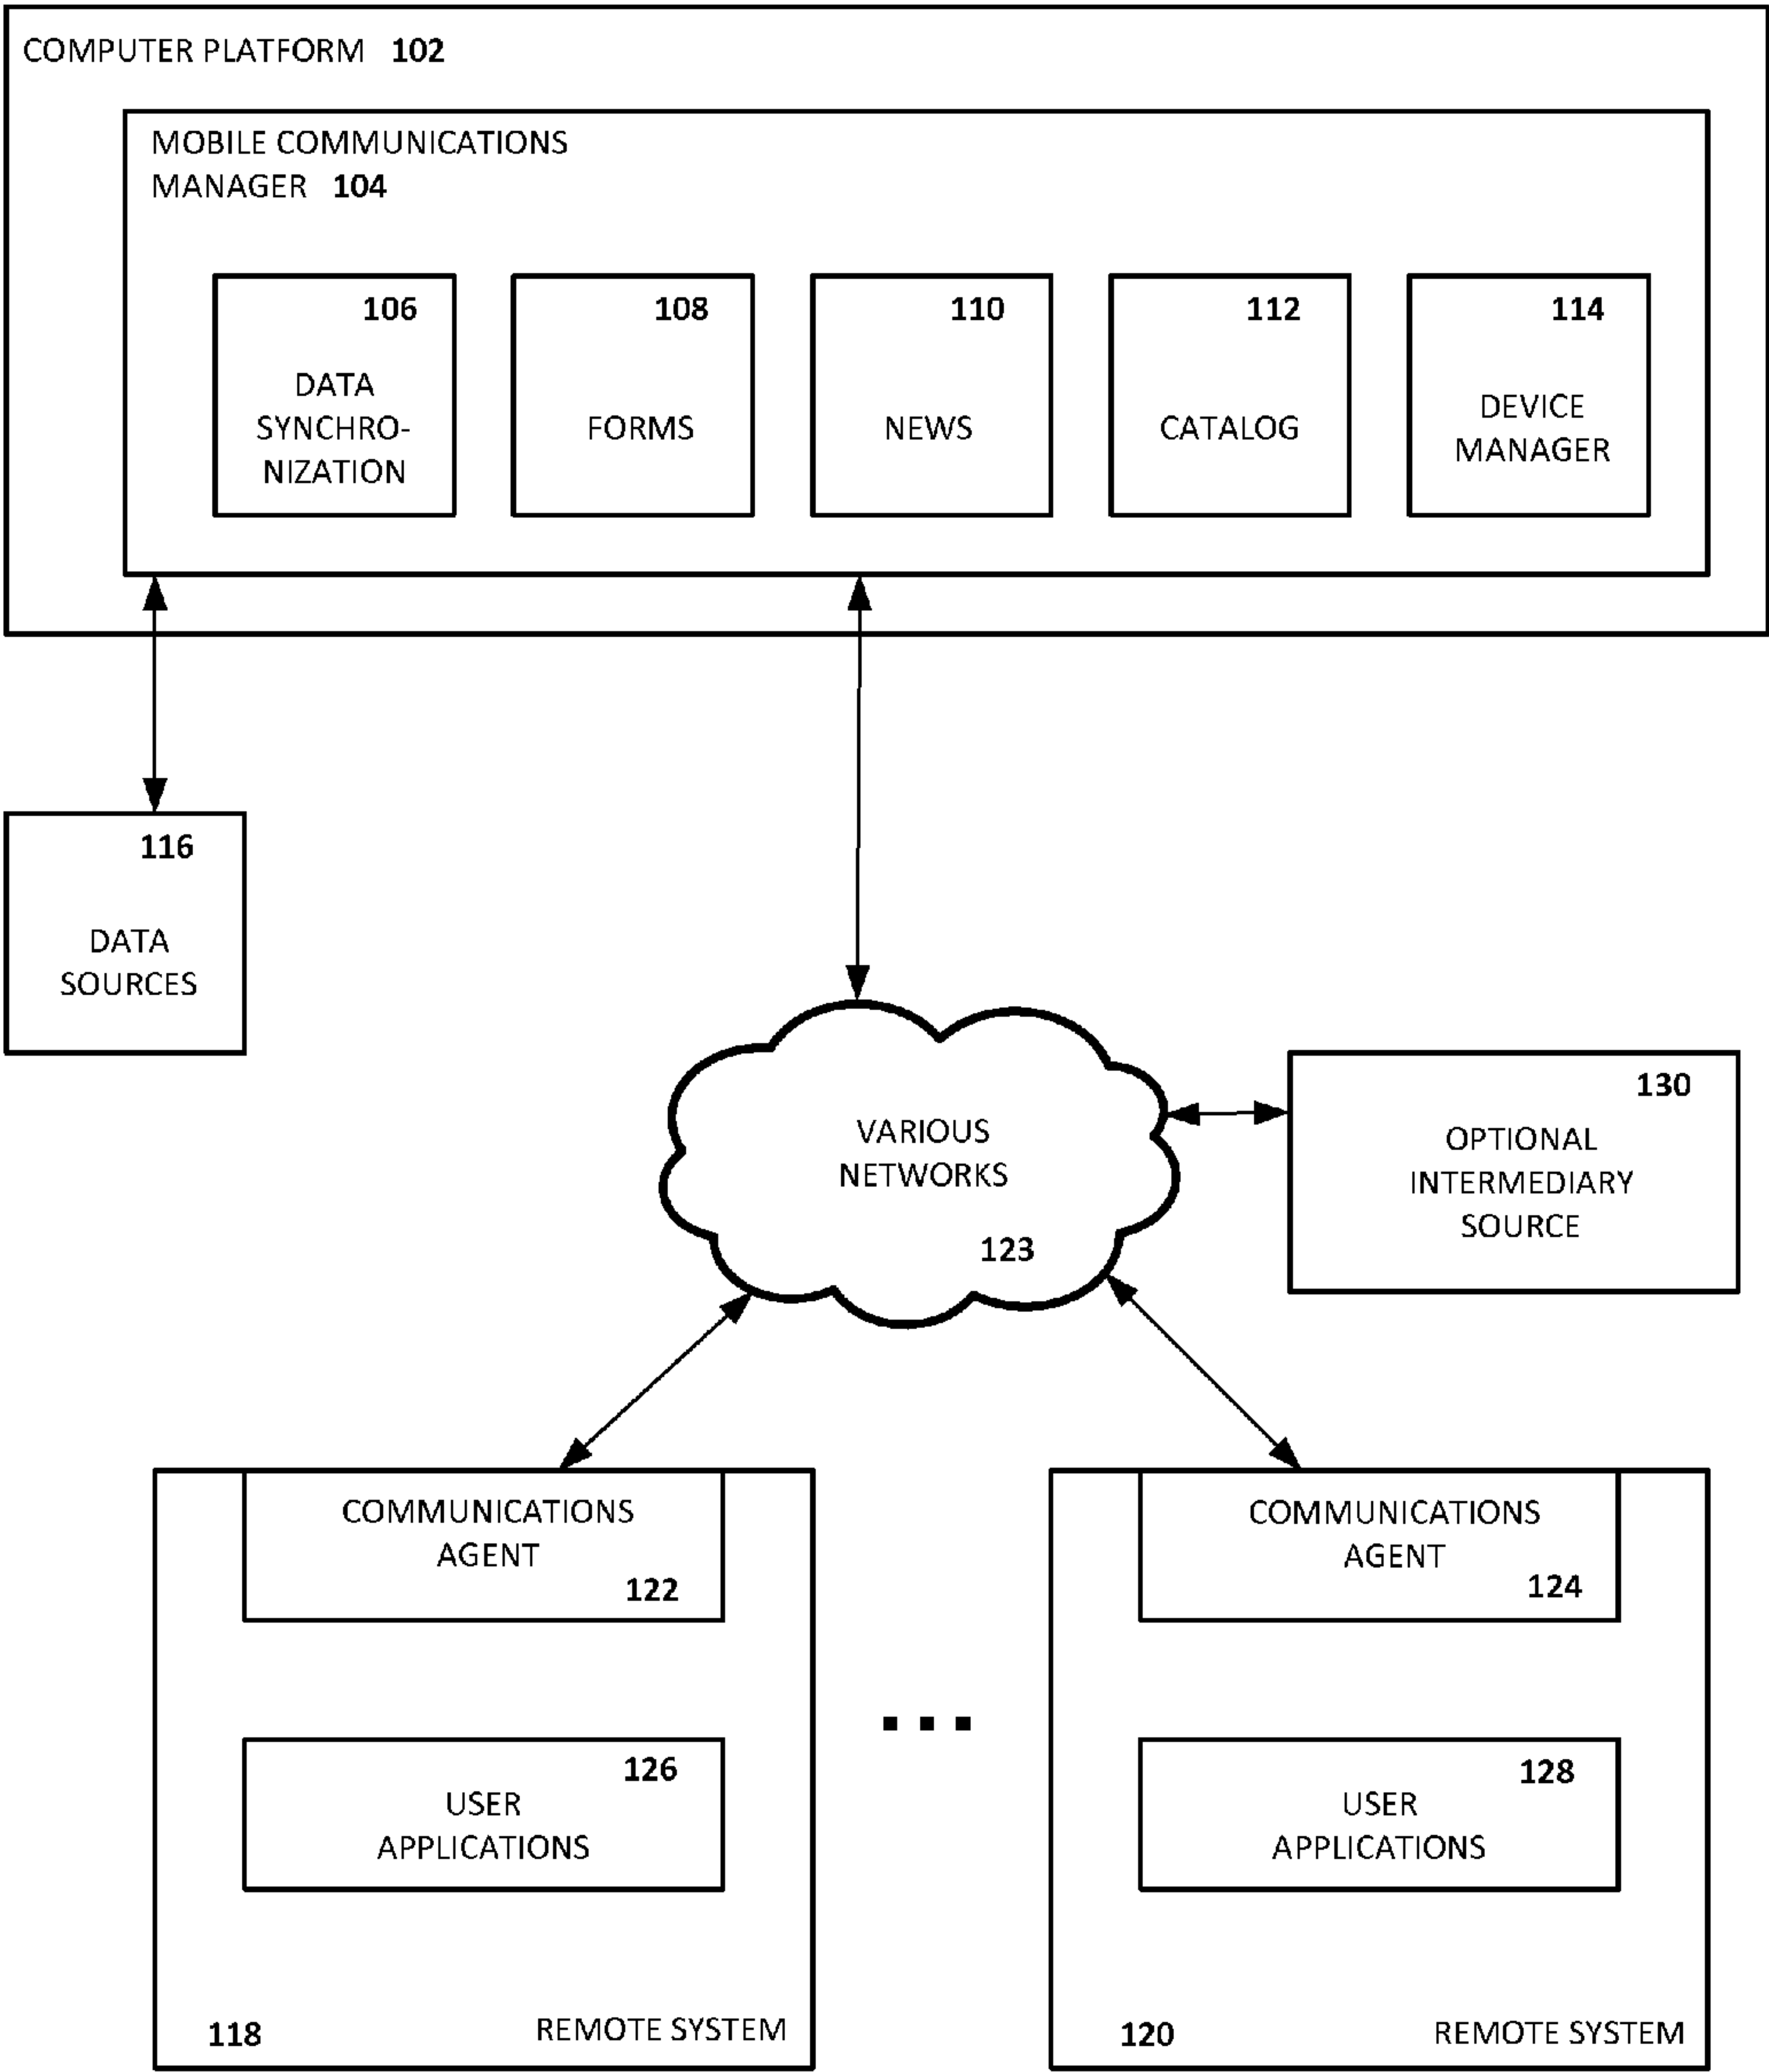 COMPUTER PLATFORM 102
MOBILE COMMUNICATIONS
MANAGER 104
106
DATA
SYNCHRO-
NIZATION
108
FORMS
110
NEWS
112
CATALOG
114
DEVICE
MANAGER
116
DATA
SOURCES
VARIOUS
NETWORKS
123
130
OPTIONAL
INTERMEDIARY
SOURCE
COMMUNICATIONS
AGENT
122
126
USER
APPLICATIONS
118 REMOTE SYSTEM
...
COMMUNICATIONS
AGENT
124
128
USER
APPLICATIONS
120 REMOTE SYSTEM